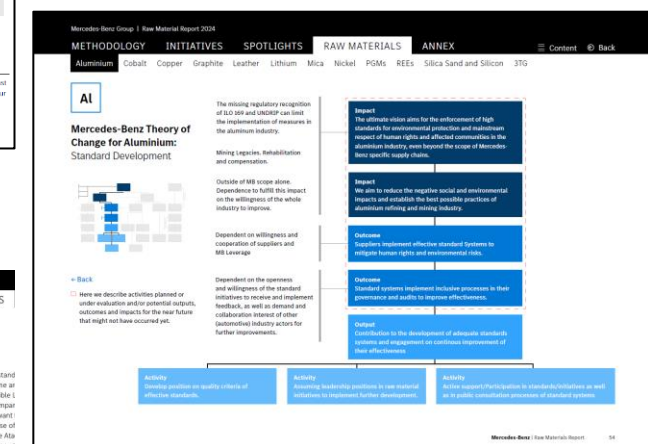 Mercedes-Benz Group | Raw Material Report 2024
METHODOLOGY INITIATIVES SPOTLIGHTS RAW MATERIALS ANNEX Content Back
Aluminium Cobalt Copper Graphite Leather Lithium Mica Nickel PGMs REEs Silica Sand and Silicon 3TG
Al
Mercedes-Benz Theory of
Change for Aluminium:
Standard Development
« Back
Here we describe activities planned or
under evaluation and/or potential outputs,
outcomes and impacts for the near future
that might not have occurred yet.
The missing regulatory recognition
of ILO 169 and UNDRIP can limit
the implementation of measures in
the aluminum industry.
Mining Legacies. Rehabilitation
and compensation.
Outside of MB scope alone.
Dependence to fulfil this impact
on the willingness of the whole
industry to improve.
Dependent on willingness and
cooperation of suppliers and
MB Leverage
Dependent on the openness
and willingness of the standard
initiatives to receive and implement
feedback, as well as demand and
collaboration interest of other
(automotive) industry actors for
further improvements.
Impact
The ultimate vision aims for the enforcement of high
standards for environmental protection and mainstream
respect of human rights and affected communities in the
aluminium industry, even beyond the scope of Mercedes-
Benz specific supply chains.
Impact
We aim to reduce the negative social and environmental
impacts and establish the best possible practices of
aluminium refining and mining industry.
Outcome
Suppliers implement effective standard Systems to
mitigate human rights and environmental risks.
Outcome
Standard systems implement inclusive processes in their
governance and audits to improve effectiveness.
Output
Contribution to the development of adequate standards
systems and engagement on continuous improvement of
their effectiveness
Activity
Develop position on quality criteria of
effective standards.
Activity
Assuming leadership positions in raw material
initiatives to implement further development.
Activity
Active support/Participation in standards/initiatives as well
as in public consultation processes of standard systems
Mercedes-Benz | Raw Materials Report 54